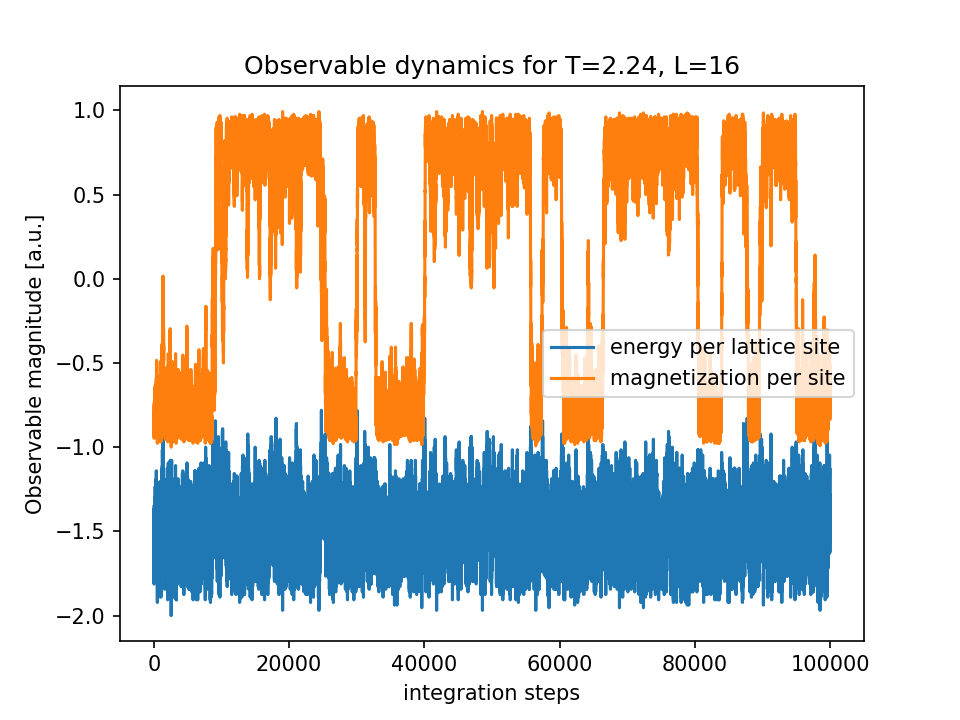 Observable dynamics for T=2.24, L=16
Observable magnitude [a.u.]
1.0
0.5
0.0
−0.5
−1.0
−1.5
−2.0
energy per lattice site
magnetization per site
0 20000 40000 60000 80000 100000
integration steps